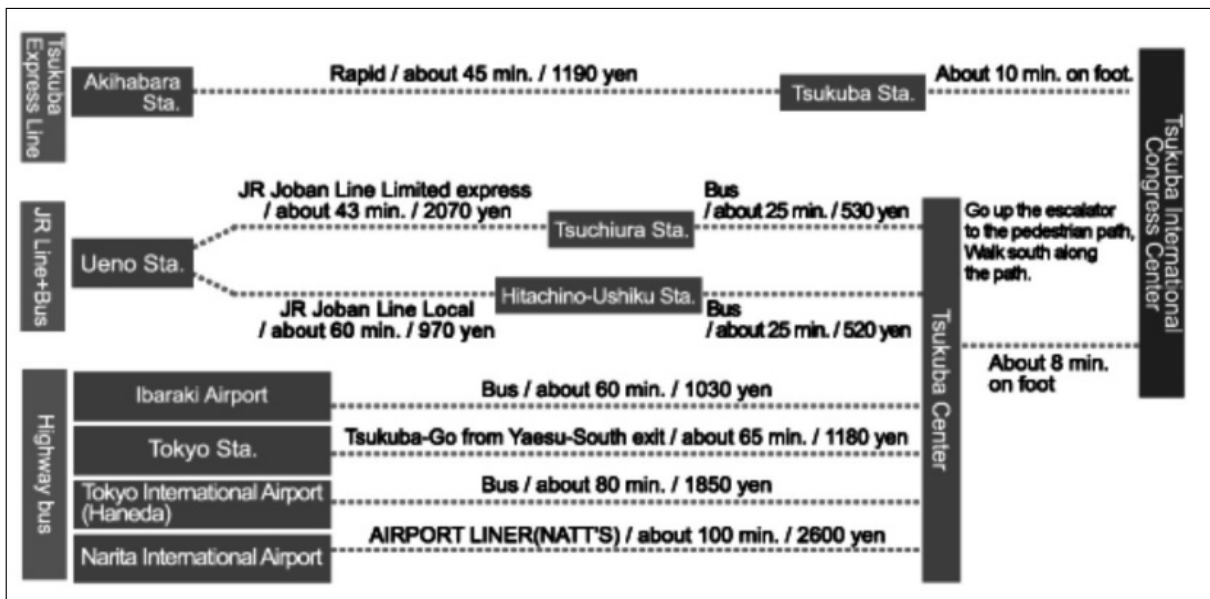 Tsukuba
Express Line
Akihabara
Sta.
Rapid / about 45 min. / 1190 yen
Tsukuba Sta.
About 10 min. on foot.
Tsukuba International
Congress Center
JR Line+Bus
Ueno Sta.
JR Joban Line Limited express
/ about 43 min. / 2070 yen
Tsuchiura Sta.
Bus
/ about 25 min. / 530 yen
JR Joban Line Local
/ about 60 min. / 970 yen
Hitachino-Ushiku Sta.
Bus
/ about 25 min. / 520 yen
Tsukuba Center
Go up the escalator
to the pedestrian path,
Walk south along
the path.
About 8 min.
on foot
Highway bus
Ibaraki Airport
Bus / about 60 min. / 1030 yen
Tokyo Sta.
Tsukuba-Go from Yaesu-South exit / about 65 min. / 1180 yen
Tokyo International Airport
(Haneda)
Bus / about 80 min. / 1850 yen
Narita International Airport
AIRPORT LINER(NATT'S) / about 100 min. / 2600 yen